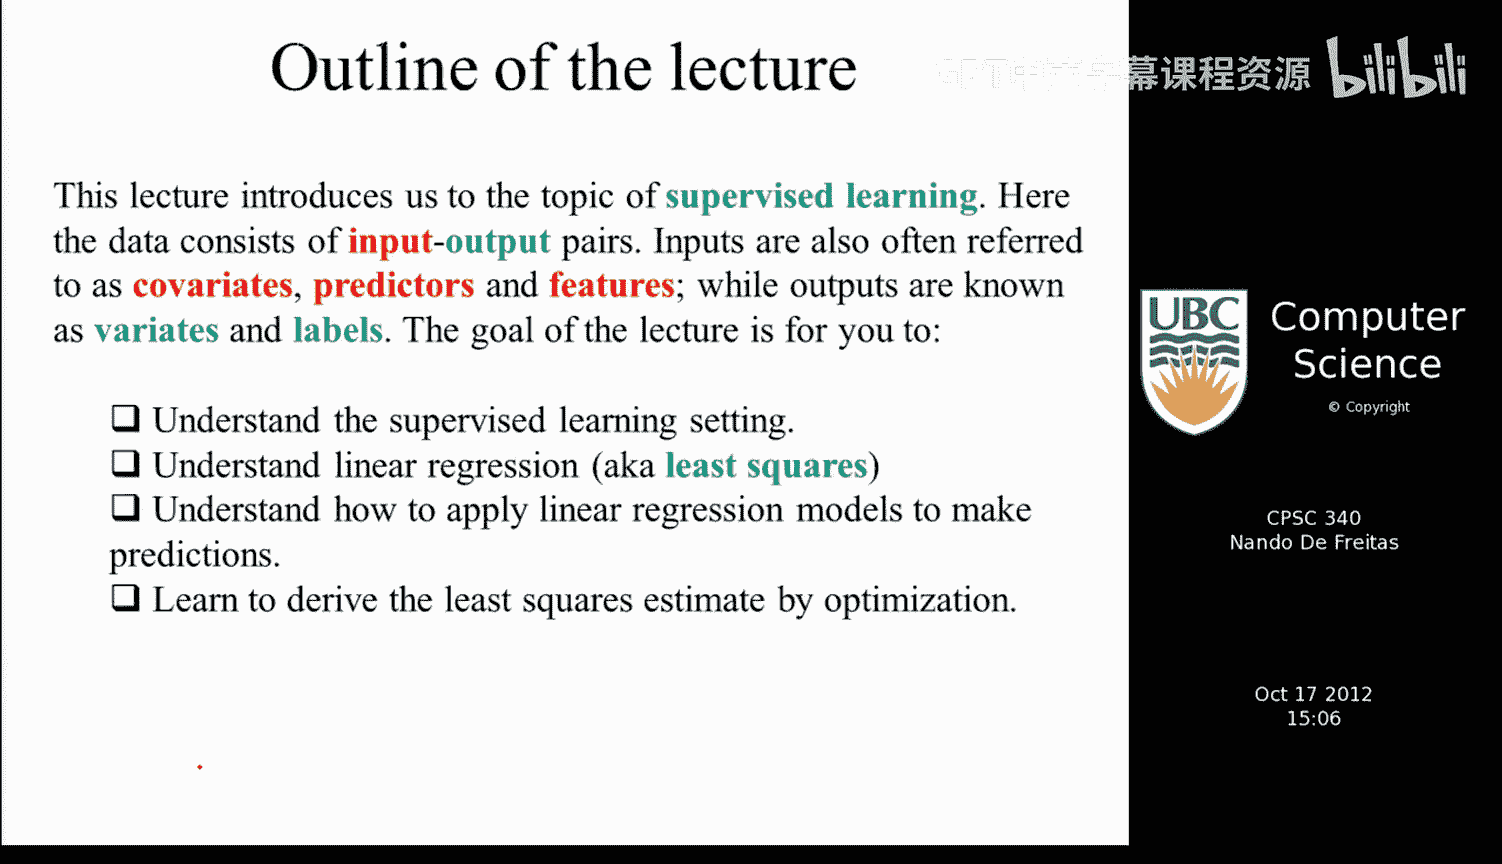 Outline of the lecture
This lecture introduces us to the topic of supervised learning. Here
the data consists of input-output pairs. Inputs are also often referred
to as covariates, predictors and features; while outputs are known
as variates and labels. The goal of the lecture is for you to:
❑ Understand the supervised learning setting.
❑ Understand linear regression (aka least squares)
❑ Understand how to apply linear regression models to make
predictions.
❑ Learn to derive the least squares estimate by optimization.
幕课程资源 bilibili
UBC
Computer
Science
© Copyright
CPSC 340
Nando De Freitas
Oct 17 2012
15:06